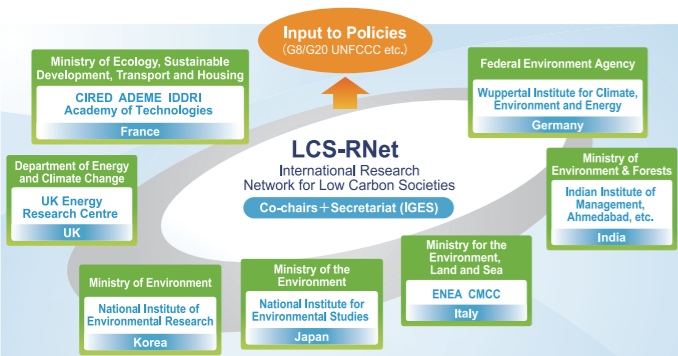 Input to Policies
(G8/G20 UNFCCC etc.)
Ministry of Ecology, Sustainable
Development, Transport and Housing
CIRED ADEME IDDRI
Academy of Technologies
France
Federal Environment Agency
Wuppertal Institute for Climate,
Environment and Energy
Germany
LCS-RNet
International Research
Network for Low Carbon Societies
Co-chairs+Secretariat (IGES)
Department of Energy
and Climate Change
UK Energy
Research Centre
UK
Ministry of
Environment & Forests
Indian Institute of
Management,
Ahmedabad, etc.
India
Ministry of Environment
National Institute of
Environmental Research
Korea
Ministry of the
Environment
National Institute for
Environmental Studies
Japan
Ministry for the
Environment,
Land and Sea
ENEA CMCC
Italy